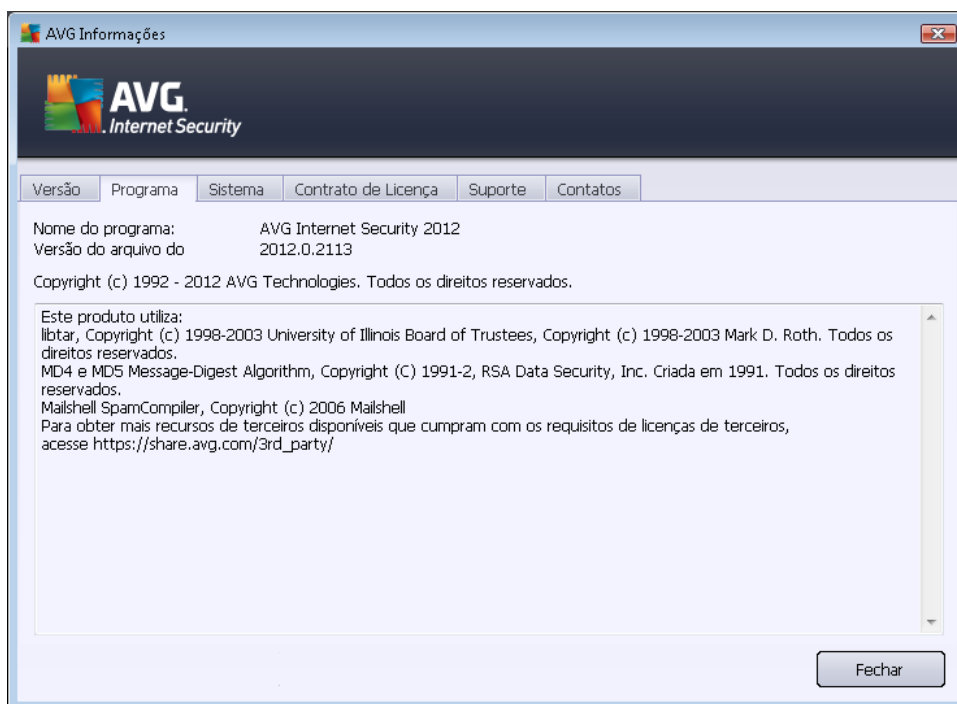 AVG Informações
AVG.
Internet Security
Versão Programa Sistema Contrato de Licença Suporte Contatos
Nome do programa: AVG Internet Security 2012
Versão do arquivo do 2012.0.2113
Copyright (c) 1992 - 2012 AVG Technologies. Todos os direitos reservados.
Este produto utiliza:
libtar, Copyright (c) 1998-2003 University of Illinois Board of Trustees, Copyright (c) 1998-2003 Mark D. Roth. Todos os
direitos reservados.
MD4 e MD5 Message-Digest Algorithm, Copyright (C) 1991-2, RSA Data Security, Inc. Criada em 1991. Todos os direitos
reservados.
Mailshell SpamCompiler, Copyright (c) 2006 Mailshell
Para obter mais recursos de terceiros disponíveis que cumpram com os requisitos de licenças de terceiros,
acesse https://share.avg.com/3rd_party/
Fechar